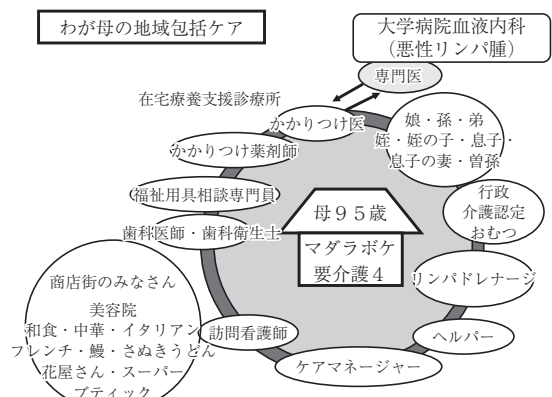 わが母の地域包括ケア
大学病院血液内科
（悪性リンパ腫）
専門医
在宅療養支援診療所
かかりつけ医
娘・孫・弟
姪・姪の子・息子・
息子の妻・曽孫
かかりつけ薬剤師
福祉用具相談専門員
行政
介護認定
おむつ
母９５歳
歯科医師・歯科衛生士
マダラボケ
要介護４
リンパドレナージ
商店街のみなさん
美容院
和食・中華・イタリアン
フレンチ・鰻・さぬきうどん
花屋さん・スーパー
ブティック
訪問看護師
ヘルパー
ケアマネージャー